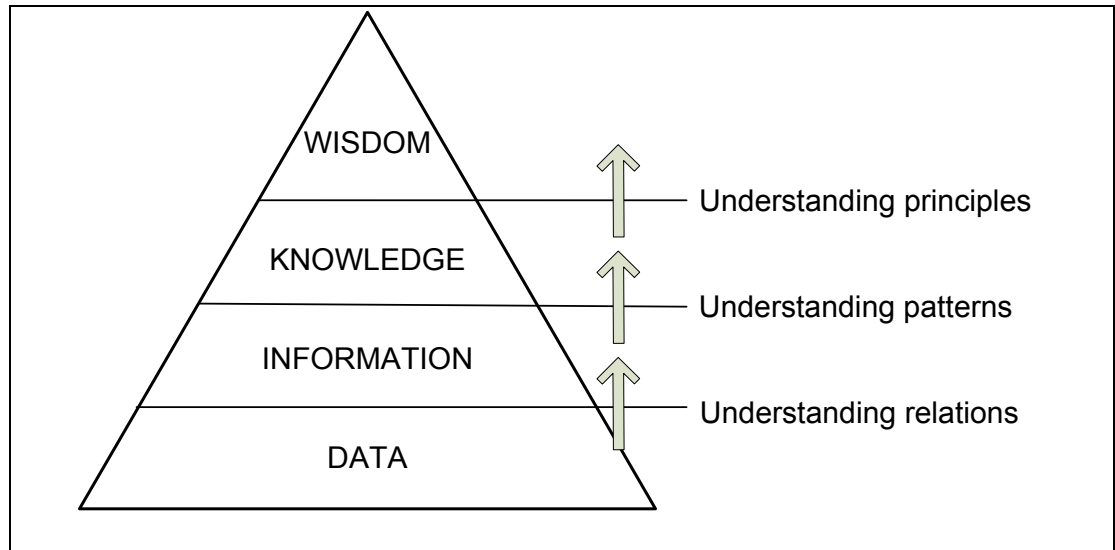 WISDOM
Understanding principles
KNOWLEDGE
Understanding patterns
INFORMATION
Understanding relations
DATA